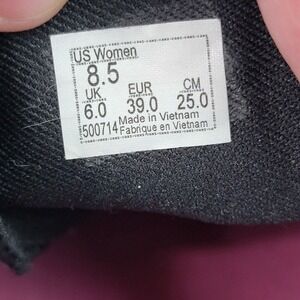 US Women
8.5
UK EUR CM
6.0 39.0 25.0
500714 Made in Vietnam
Fabrique en Vietnam